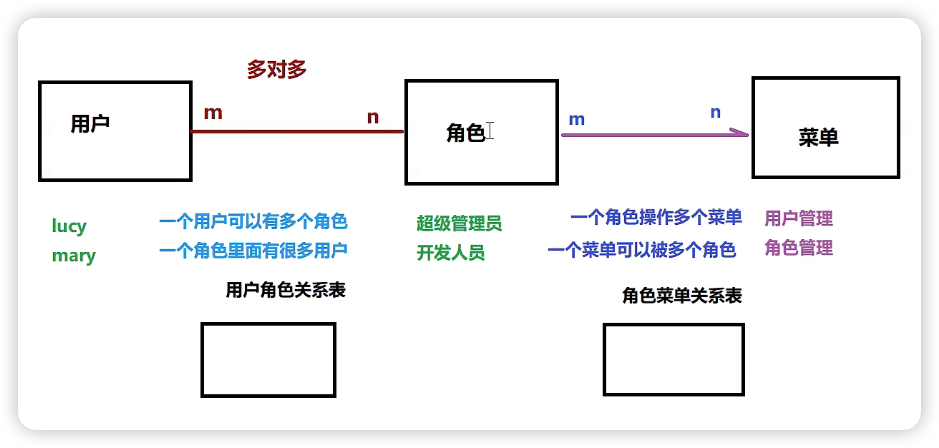 多对多
用户
m
n
角色
m
n
菜单
lucy
一个用户可以有多个角色
超级管理员
一个角色操作多个菜单
用户管理
mary
一个角色里面有很多用户
开发人员
一个菜单可以被多个角色
角色管理
用户角色关系表
角色菜单关系表